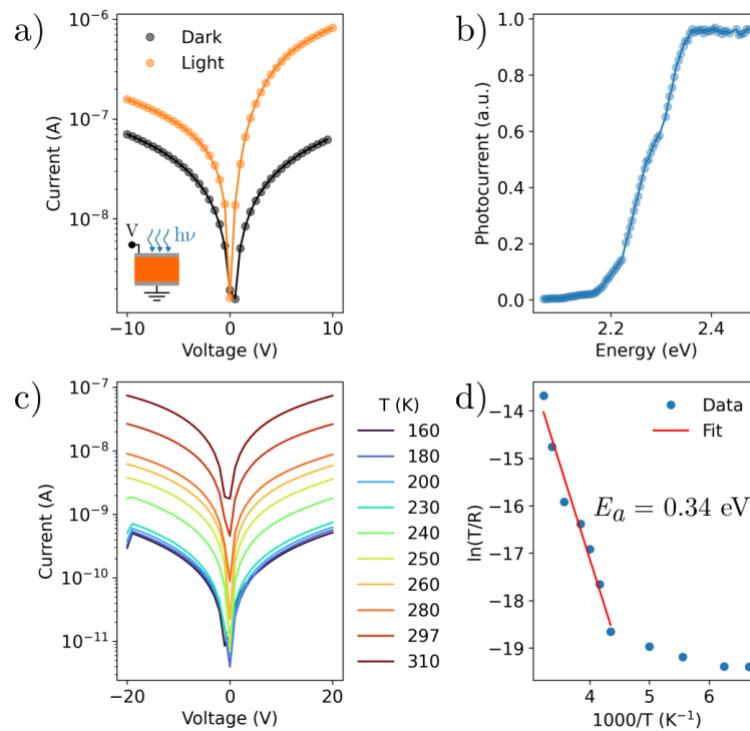 a)
10⁻⁵
10⁻⁶
10⁻⁷
10⁻⁸
Current (A)
Dark
Light
V
hν
−10
0
10
Voltage (V)
b)
1.0
0.8
0.6
0.4
0.2
0.0
Photocurrent (a.u.)
2.2
2.4
Energy (eV)
c)
10⁻⁷
10⁻⁸
10⁻⁹
10⁻¹⁰
10⁻¹¹
Current (A)
−20
0
20
Voltage (V)
T (K)
160
180
200
230
240
250
260
280
297
310
d)
−14
−15
−16
−17
−18
−19
ln(T/R)
Data
Fit
Eₐ = 0.34 eV
4
5
6
1000/T (K⁻¹)